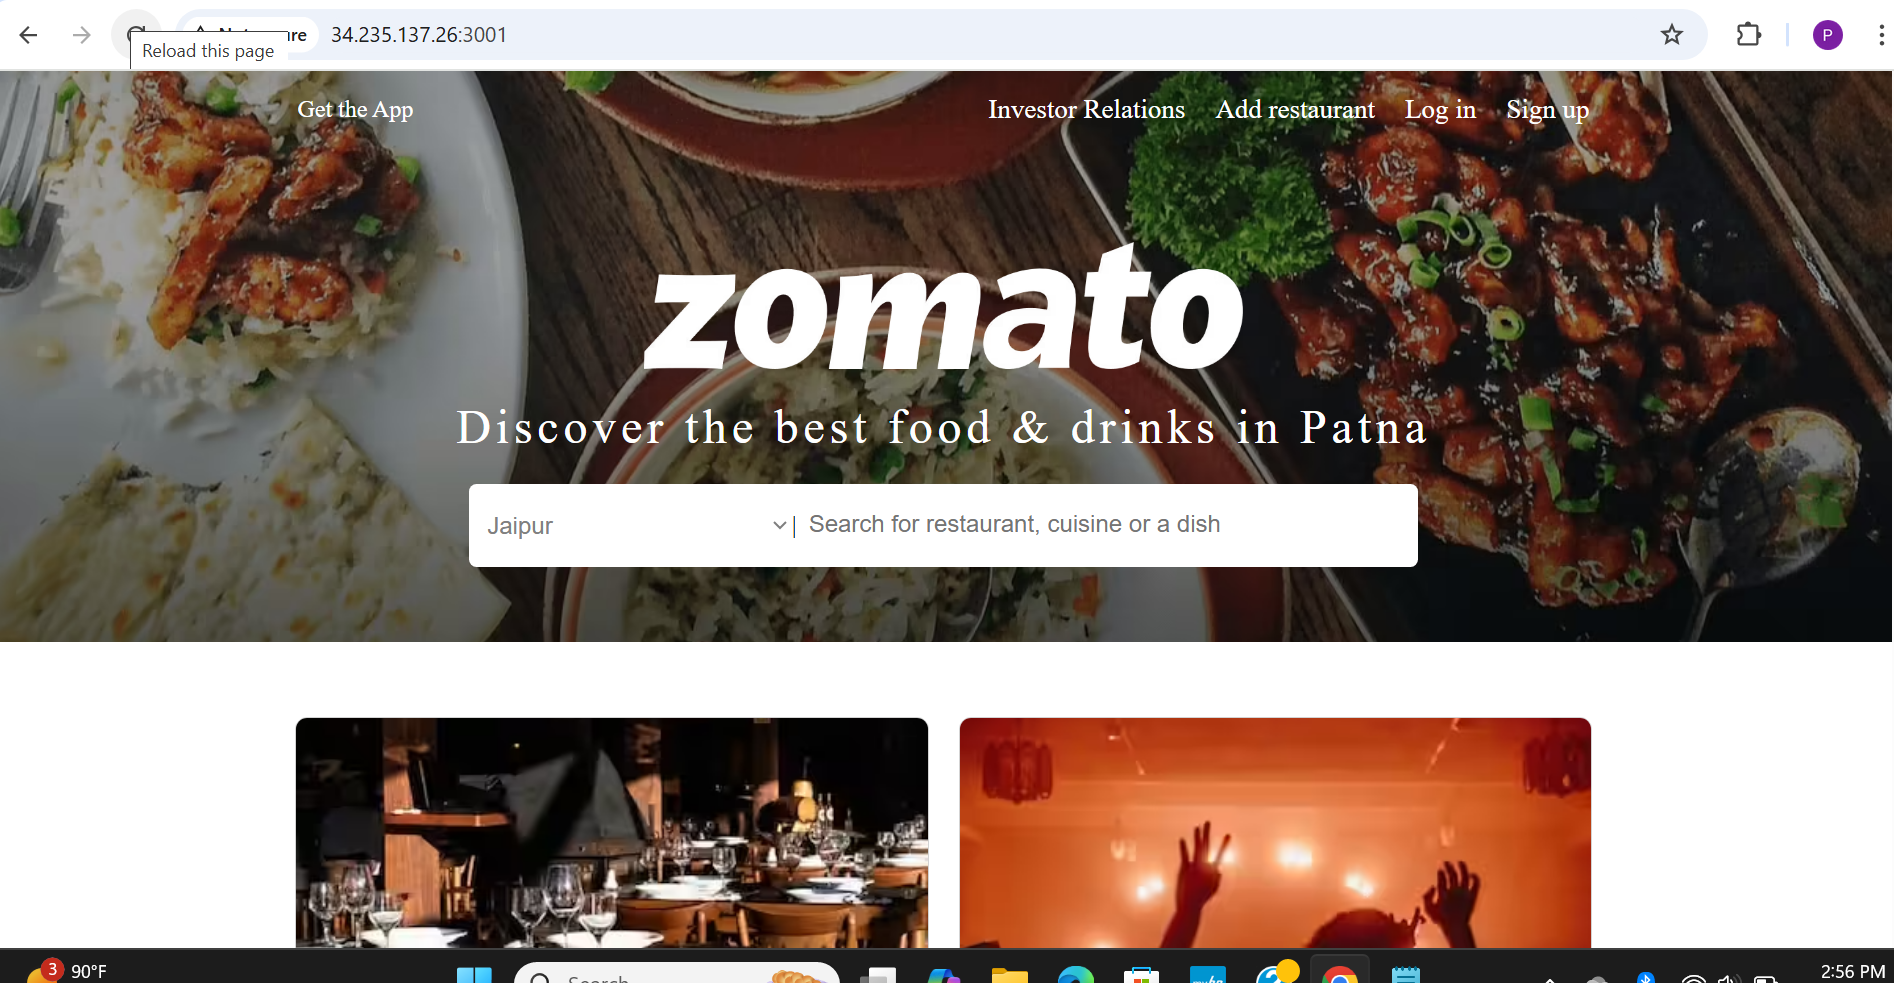 34.235.137.26:3001
Reload this page
Get the App
Investor Relations Add restaurant Log in Sign up
zomato
Discover the best food & drinks in Patna
Jaipur
Search for restaurant, cuisine or a dish
3 90°F
Search
2:56 PM
P